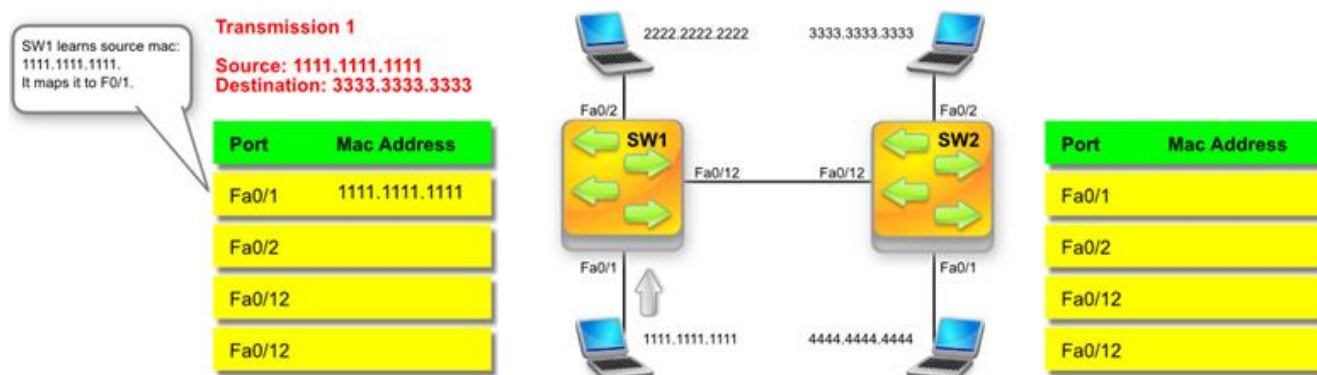 SW1 learns source mac:
1111.1111.1111.
It maps it to F0/1.
Transmission 1
Source: 1111.1111.1111
Destination: 3333.3333.3333
Port Mac Address
Fa0/1 1111.1111.1111
Fa0/2
Fa0/12
Fa0/12
2222.2222.2222
3333.3333.3333
Fa0/2
Fa0/2
SW1
SW2
Fa0/12
Fa0/12
Fa0/1
Fa0/1
1111.1111.1111
4444.4444.4444
Port Mac Address
Fa0/1
Fa0/2
Fa0/12
Fa0/12